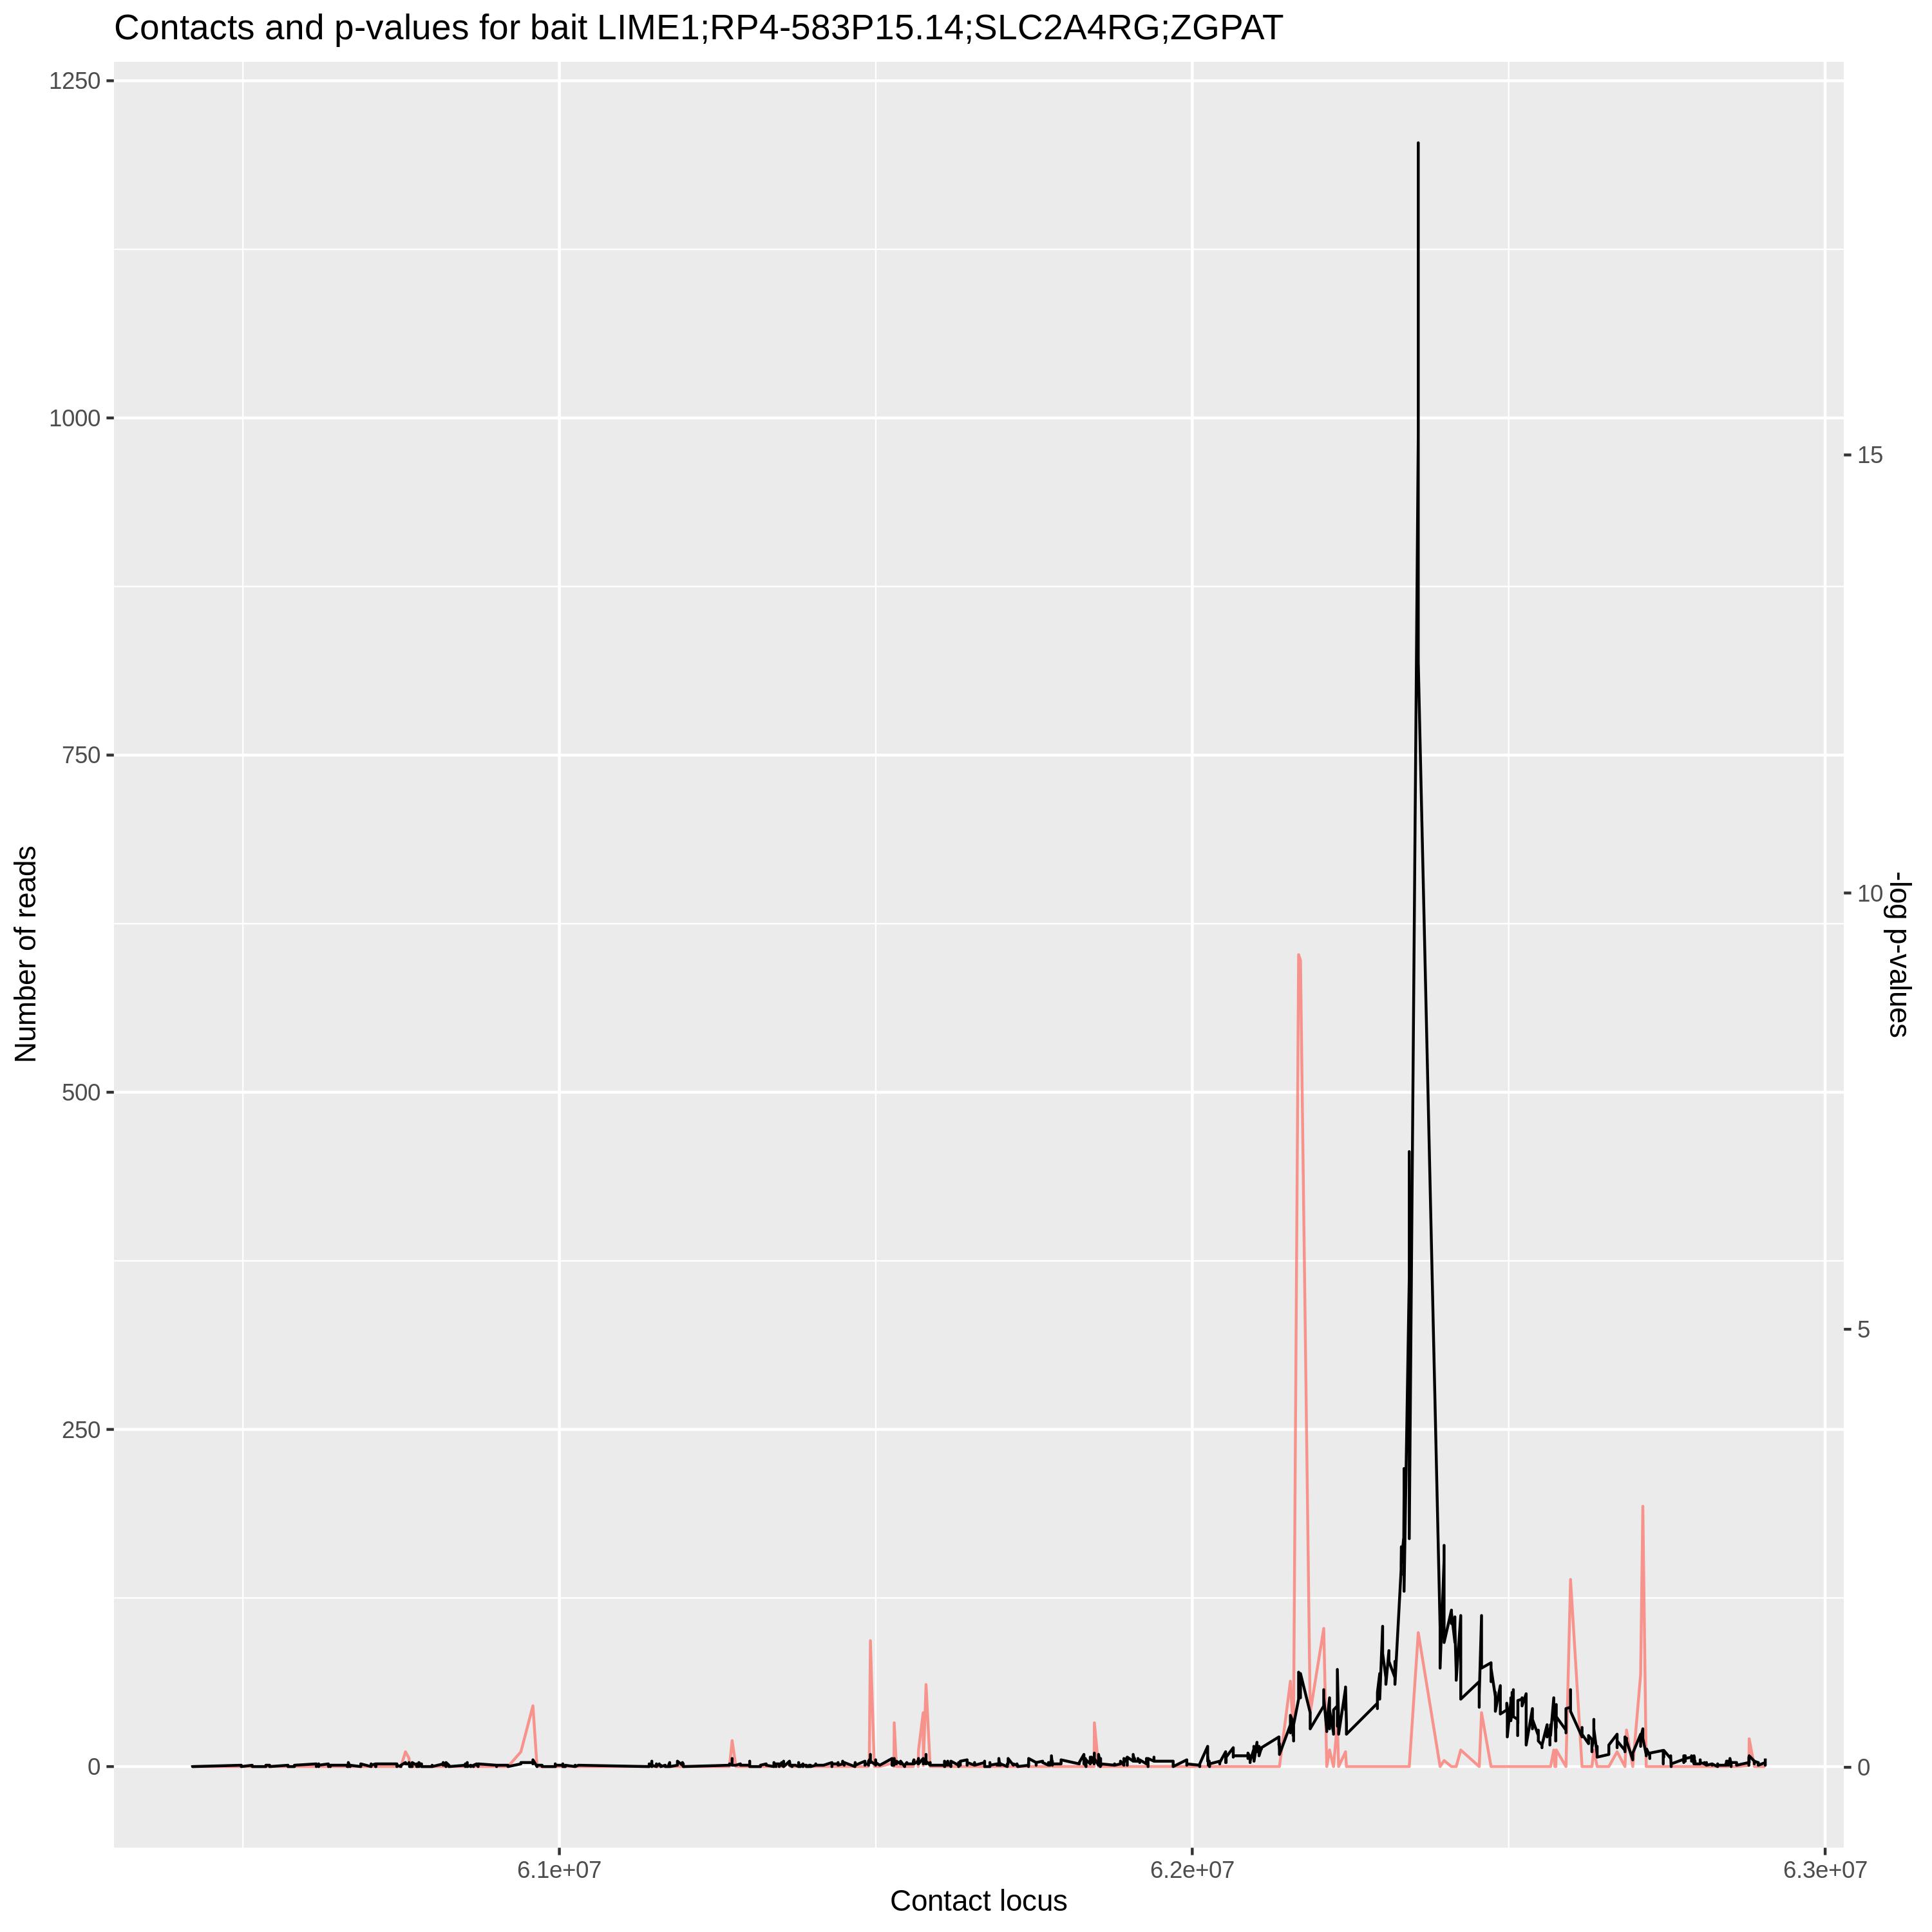 Contacts and p-values for bait LIME1;RP4-583P15.14;SLC2A4RG;ZGPAT
1250
1000
750
500
250
0
Number of reads
15
10
5
0
-log p-values
6.1e+07
6.2e+07
6.3e+07
Contact locus